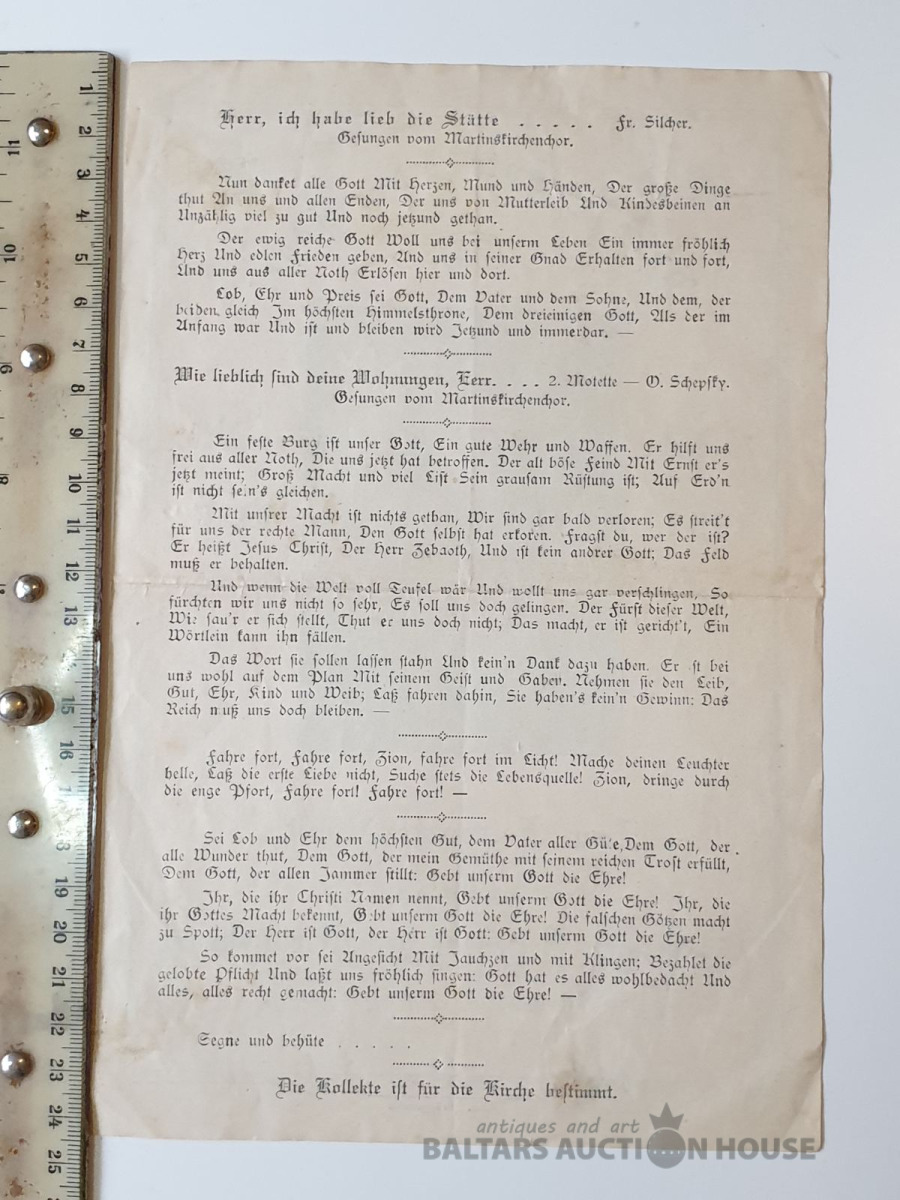 Herr, ich habe lieb die Stätte . . . . . Fr. Silcher.
Gesungen vom Martinskirchenchor.
Nun danket alle Gott Mit Herzen, Mund und Händen, Der große Dinge
thut An uns und allen Enden, Der uns von Mutterleib Und Kindesbeinen an
Unzählig viel zu gut Und noch jetzund gethan.
Der ewig reiche Gott Woll uns bei unserm Leben Ein immer fröhlich
Herz Und edlen Frieden geben, Und uns in seiner Gnad Erhalten fort und fort,
Und uns aus aller Noth Erlösen hier und dort.
Lob, Ehr und Preis sei Gott, Dem Vater und dem Sohne, Und dem, der
beiden gleich Im höchsten Himmelsthrone, Dem dreieinigen Gott, Als der im
Anfang war Und ist und bleiben wird Jetzund und immerdar. —
Wie lieblich sind deine Wohnungen, Herr. . . . 2. Motette — O. Schepsky.
Gesungen vom Martinskirchenchor.
Ein feste Burg ist unser Gott, Ein gute Wehr und Waffen. Er hilft uns
frei aus aller Noth, Die uns jetzt hat betroffen. Der alt böse Feind Mit Ernst er's
jetzt meint; Groß Macht und viel List Sein grausam Rüstung ist; Auf Erd'n
ist nicht sein's gleichen.
Mit unsrer Macht ist nichts gethan, Wir sind gar bald verloren; Es streit't
für uns der rechte Mann, Den Gott selbst hat erkoren. Fragst du, wer der ist?
Er heißt Jesus Christ, Der Herr Zebaoth, Und ist kein andrer Gott; Das Feld
muß er behalten.
Und wenn die Welt voll Teufel wär Und wollt uns gar verschlingen, So
fürchten wir uns nicht so sehr, Es soll uns doch gelingen. Der Fürst dieser Welt,
Wie sau'r er sich stellt, Thut er uns doch nicht; Das macht, er ist gericht't, Ein
Wörtlein kann ihn fällen.
Das Wort sie sollen lassen stahn Und kein'n Dank dazu haben. Er ist bei
uns wohl auf dem Plan Mit seinem Geist und Gaben. Nehmen sie den Leib,
Gut, Ehr, Kind und Weib; Laß fahren dahin, Sie haben's kein'n Gewinn: Das
Reich muß uns doch bleiben. —
Fahre fort, Fahre fort, Zion, fahre fort im Licht! Mache deinen Leuchter
helle, Laß die erste Liebe nicht, Suche stets die Lebensquelle! Zion, dringe durch
die enge Pfort, Fahre fort! Fahre fort! —
Sei Lob und Ehr dem höchsten Gut, dem Vater aller Güte, Dem Gott, der
alle Wunder thut, Dem Gott, der mein Gemüthe mit seinem reichen Trost erfüllt,
Dem Gott, der allen Jammer stillt: Gebt unserm Gott die Ehre!
Ihr, die ihr Christi Namen nennt, Gebt unserm Gott die Ehre! Ihr, die
ihr Gottes Macht bekennt, Gebt unserm Gott die Ehre! Die falschen Götzen macht
zu Spott; Der Herr ist Gott, der Herr ist Gott: Gebt unserm Gott die Ehre!
So kommet vor sei Angesicht Mit Jauchzen und mit Klingen; Bezahlet die
gelobte Pflicht Und laßt uns fröhlich singen: Gott hat es alles wohlbedacht Und
alles, alles recht gemacht: Gebt unserm Gott die Ehre! —
Segne und behüte . . . . .
Die Kollekte ist für die Kirche bestimmt.
antiques and art
BALTARS AUCTION HOUSE
1
2
3
4
5
6
7
8
9
10
11
12
13
15
16
19
20
21
22
23
24
25
11
10